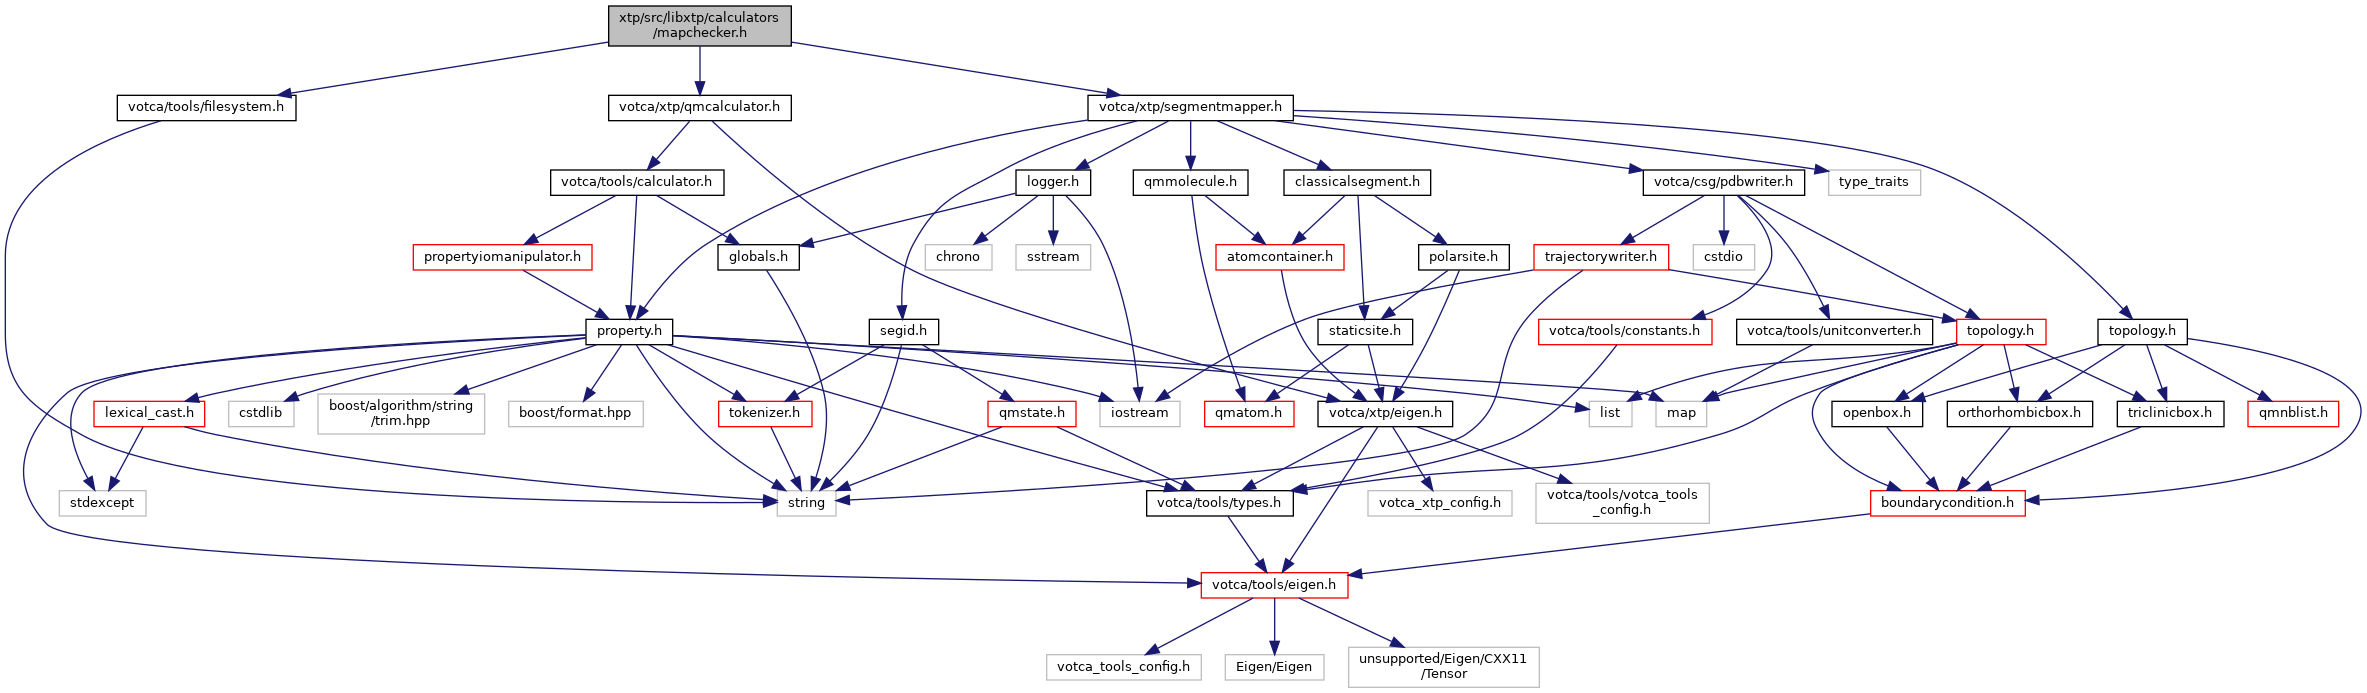 xtp/src/libxtp/calculators
/mapchecker.h
votca/tools/filesystem.h
votca/xtp/qmcalculator.h
votca/xtp/segmentmapper.h
votca/tools/calculator.h
logger.h
qmmolecule.h
classicalsegment.h
votca/csg/pdbwriter.h
type_traits
propertyiomanipulator.h
globals.h
chrono
sstream
atomcontainer.h
polarsite.h
trajectorywriter.h
cstdio
property.h
segid.h
staticsite.h
votca/tools/constants.h
votca/tools/unitconverter.h
topology.h
topology.h
lexical_cast.h
cstdlib
boost/algorithm/string
/trim.hpp
boost/format.hpp
tokenizer.h
qmstate.h
iostream
qmatom.h
votca/xtp/eigen.h
list
map
openbox.h
orthorhombicbox.h
triclinicbox.h
qmnblist.h
stdexcept
string
votca/tools/types.h
votca_xtp_config.h
votca/tools/votca_tools
_config.h
boundarycondition.h
votca/tools/eigen.h
votca_tools_config.h
Eigen/Eigen
unsupported/Eigen/CXX11
/Tensor